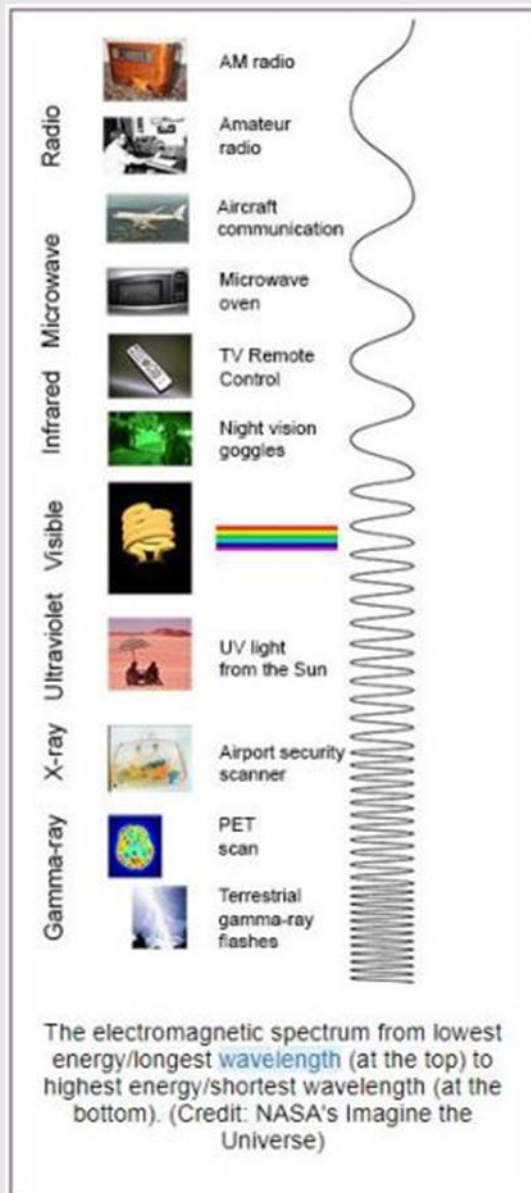 Radio
AM radio
Amateur
radio
Aircraft
communication
Microwave
Microwave
oven
Infrared
TV Remote
Control
Night vision
goggles
Visible
Ultraviolet
UV light
from the Sun
X-ray
Airport security
scanner
Gamma-ray
PET
scan
Terrestrial
gamma-ray
flashes
The electromagnetic spectrum from lowest
energy/longest wavelength (at the top) to
highest energy/shortest wavelength (at the
bottom). (Credit: NASA's Imagine the
Universe)